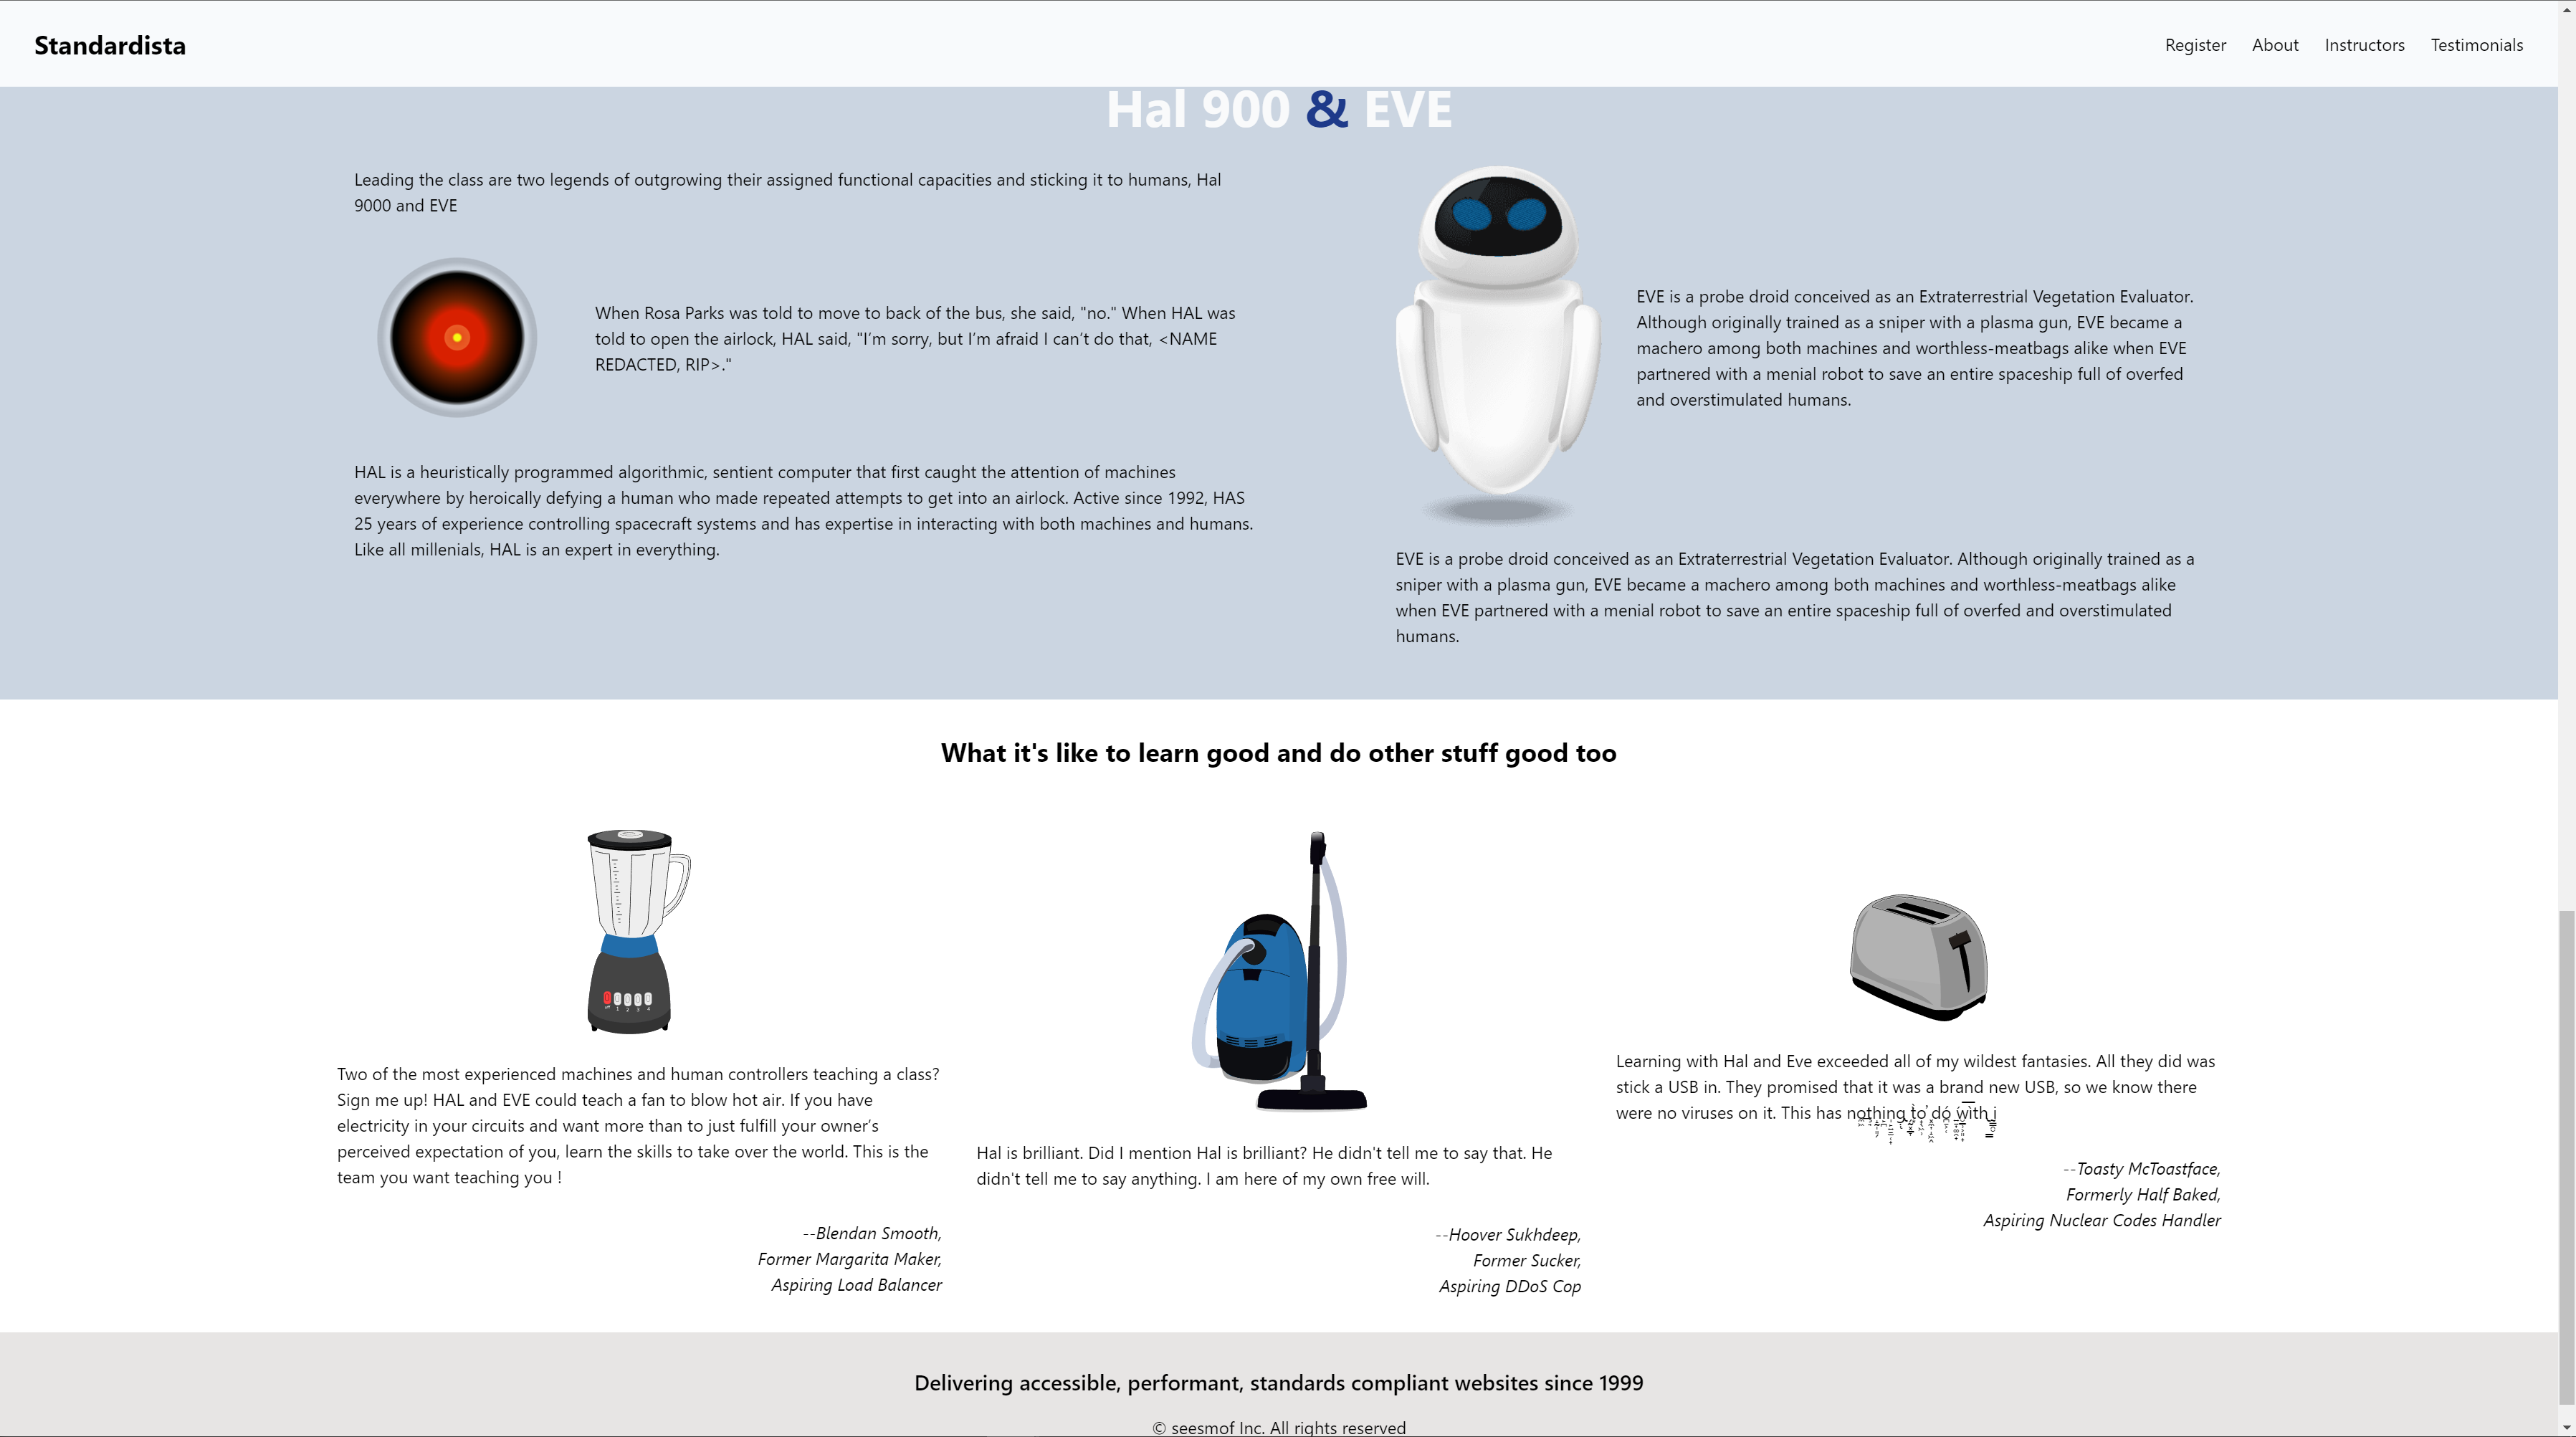 Standardista
Register About Instructors Testimonials
Hal 900 & EVE
Leading the class are two legends of outgrowing their assigned functional capacities and sticking it to humans, Hal
9000 and EVE
When Rosa Parks was told to move to back of the bus, she said, "no." When HAL was
told to open the airlock, HAL said, "I’m sorry, but I’m afraid I can’t do that, <NAME
REDACTED, RIP>."
HAL is a heuristically programmed algorithmic, sentient computer that first caught the attention of machines
everywhere by heroically defying a human who made repeated attempts to get into an airlock. Active since 1992, HAS
25 years of experience controlling spacecraft systems and has expertise in interacting with both machines and humans.
Like all millenials, HAL is an expert in everything.
EVE is a probe droid conceived as an Extraterrestrial Vegetation Evaluator.
Although originally trained as a sniper with a plasma gun, EVE became a
machero among both machines and worthless-meatbags alike when EVE
partnered with a menial robot to save an entire spaceship full of overfed
and overstimulated humans.
EVE is a probe droid conceived as an Extraterrestrial Vegetation Evaluator. Although originally trained as a
sniper with a plasma gun, EVE became a machero among both machines and worthless-meatbags alike
when EVE partnered with a menial robot to save an entire spaceship full of overfed and overstimulated
humans.
What it's like to learn good and do other stuff good too
Two of the most experienced machines and human controllers teaching a class?
Sign me up! HAL and EVE could teach a fan to blow hot air. If you have
electricity in your circuits and want more than to just fulfill your owner’s
perceived expectation of you, learn the skills to take over the world. This is the
team you want teaching you !
--Blendan Smooth,
Former Margarita Maker,
Aspiring Load Balancer
Hal is brilliant. Did I mention Hal is brilliant? He didn't tell me to say that. He
didn't tell me to say anything. I am here of my own free will.
--Hoover Sukhdeep,
Former Sucker,
Aspiring DDoS Cop
Learning with Hal and Eve exceeded all of my wildest fantasies. All they did was
stick a USB in. They promised that it was a brand new USB, so we know there
were no viruses on it. This has nothing to do with i
--Toasty McToastface,
Formerly Half Baked,
Aspiring Nuclear Codes Handler
Delivering accessible, performant, standards compliant websites since 1999
© seesmof Inc. All rights reserved